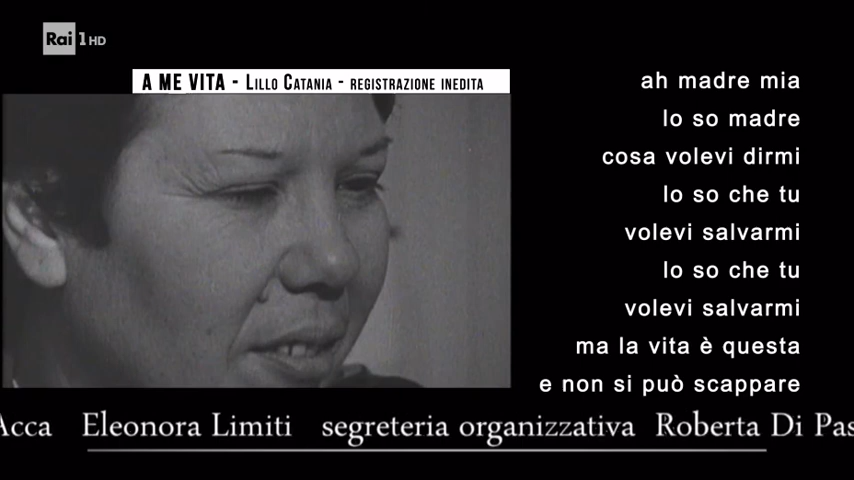 Rai 1 HD
A ME VITA - LILLO CATANIA - REGISTRAZIONE INEDITA
ah madre mia
lo so madre
cosa volevi dirmi
lo so che tu
volevi salvarmi
lo so che tu
volevi salvarmi
ma la vita è questa
e non si può scappare
Acca Eleonora Limiti segreteria organizzativa Roberta Di Pas